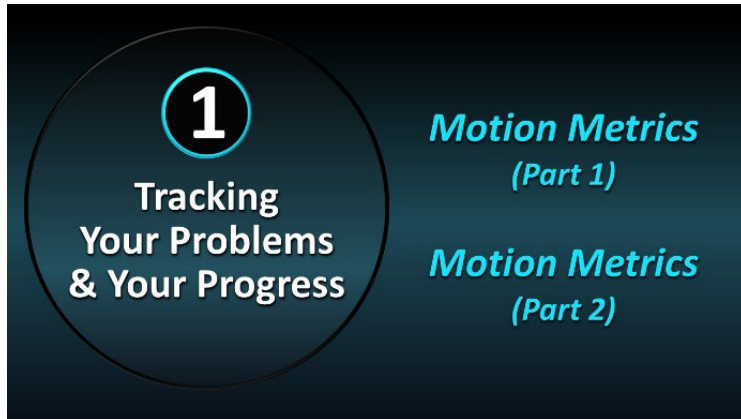 1
Tracking
Your Problems
& Your Progress
Motion Metrics
(Part 1)
Motion Metrics
(Part 2)